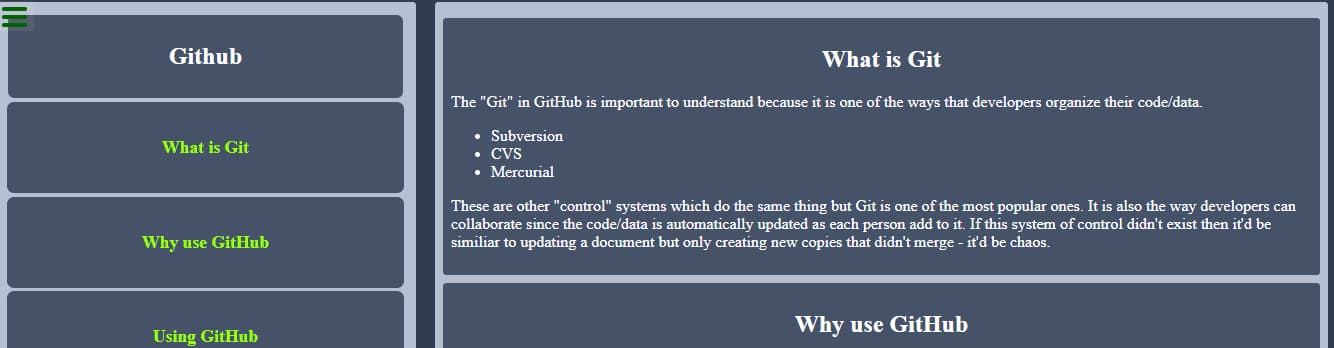 Github
What is Git
Why use GitHub
Using GitHub
What is Git
The "Git" in GitHub is important to understand because it is one of the ways that developers organize their code/data.
• Subversion
• CVS
• Mercurial
These are other "control" systems which do the same thing but Git is one of the most popular ones. It is also the way developers can
collaborate since the code/data is automatically updated as each person add to it. If this system of control didn't exist then it'd be
similiar to updating a document but only creating new copies that didn't merge - it'd be chaos.
Why use GitHub